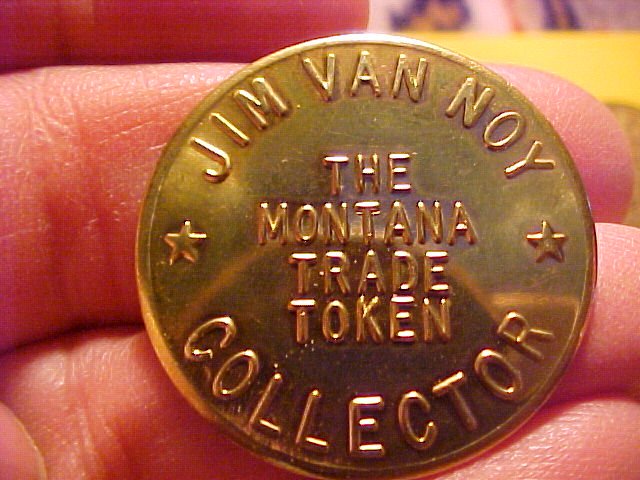 JIM VAN NOY
THE
MONTANA
TRADE
TOKEN
COLLECTOR